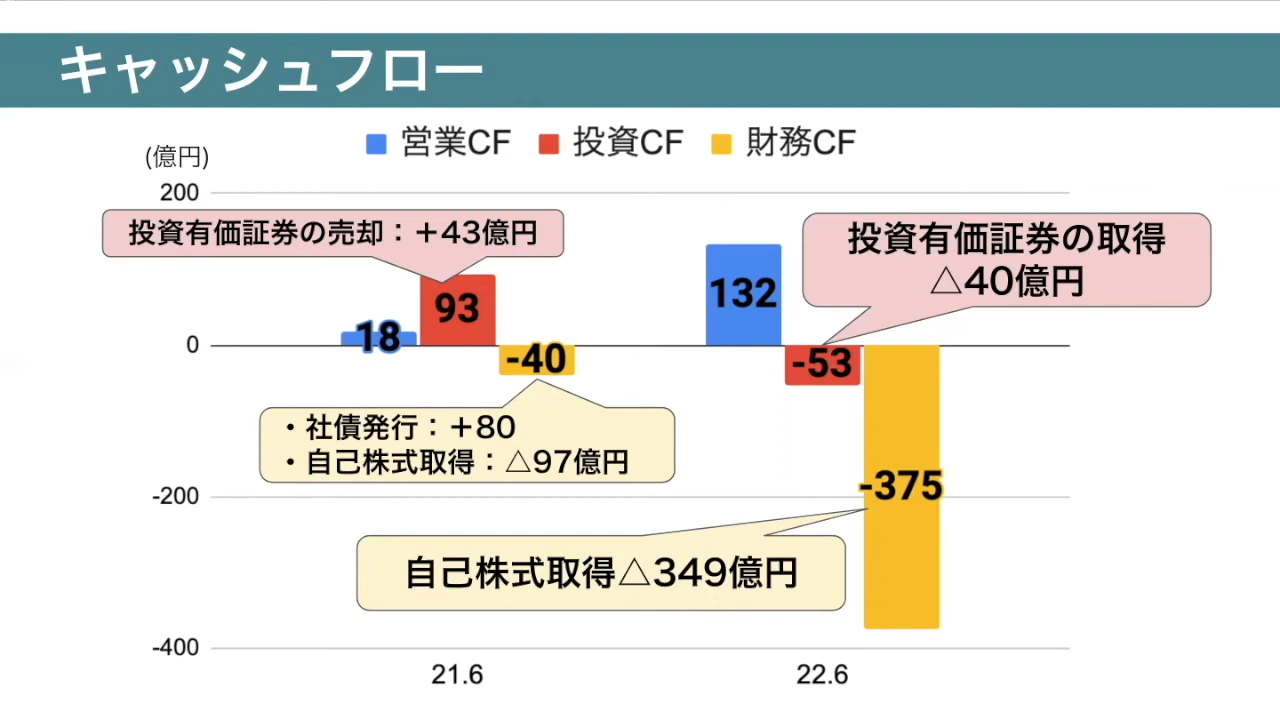 キャッシュフロー
営業CF 投資CF 財務CF
(億円)
200
投資有価証券の売却：＋43億円
投資有価証券の取得
△40億円
93
132
18
0
-40
-53
・社債発行：＋80
・自己株式取得：△97億円
-375
-200
自己株式取得△349億円
-400
21.6 22.6